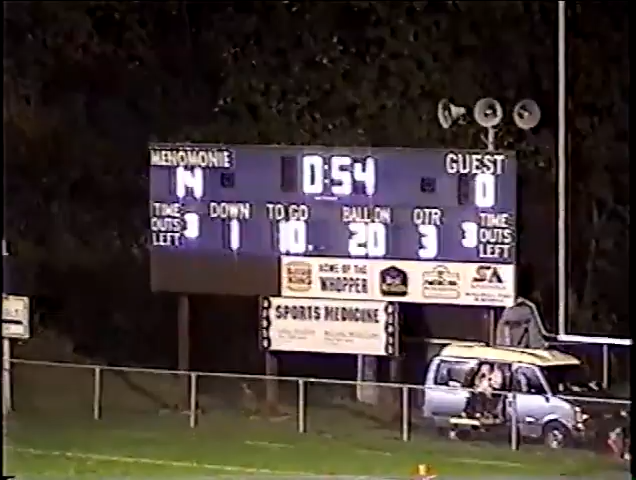 MENOMONIE 0:54 GUEST
14 0
TIME OUTS LEFT 3 DOWN 1 TO GO 10 BALL ON 20 QTR 3 3 TIME OUTS LEFT
HOME OF THE
WHOPPER
SA
SPORTS MEDICINE